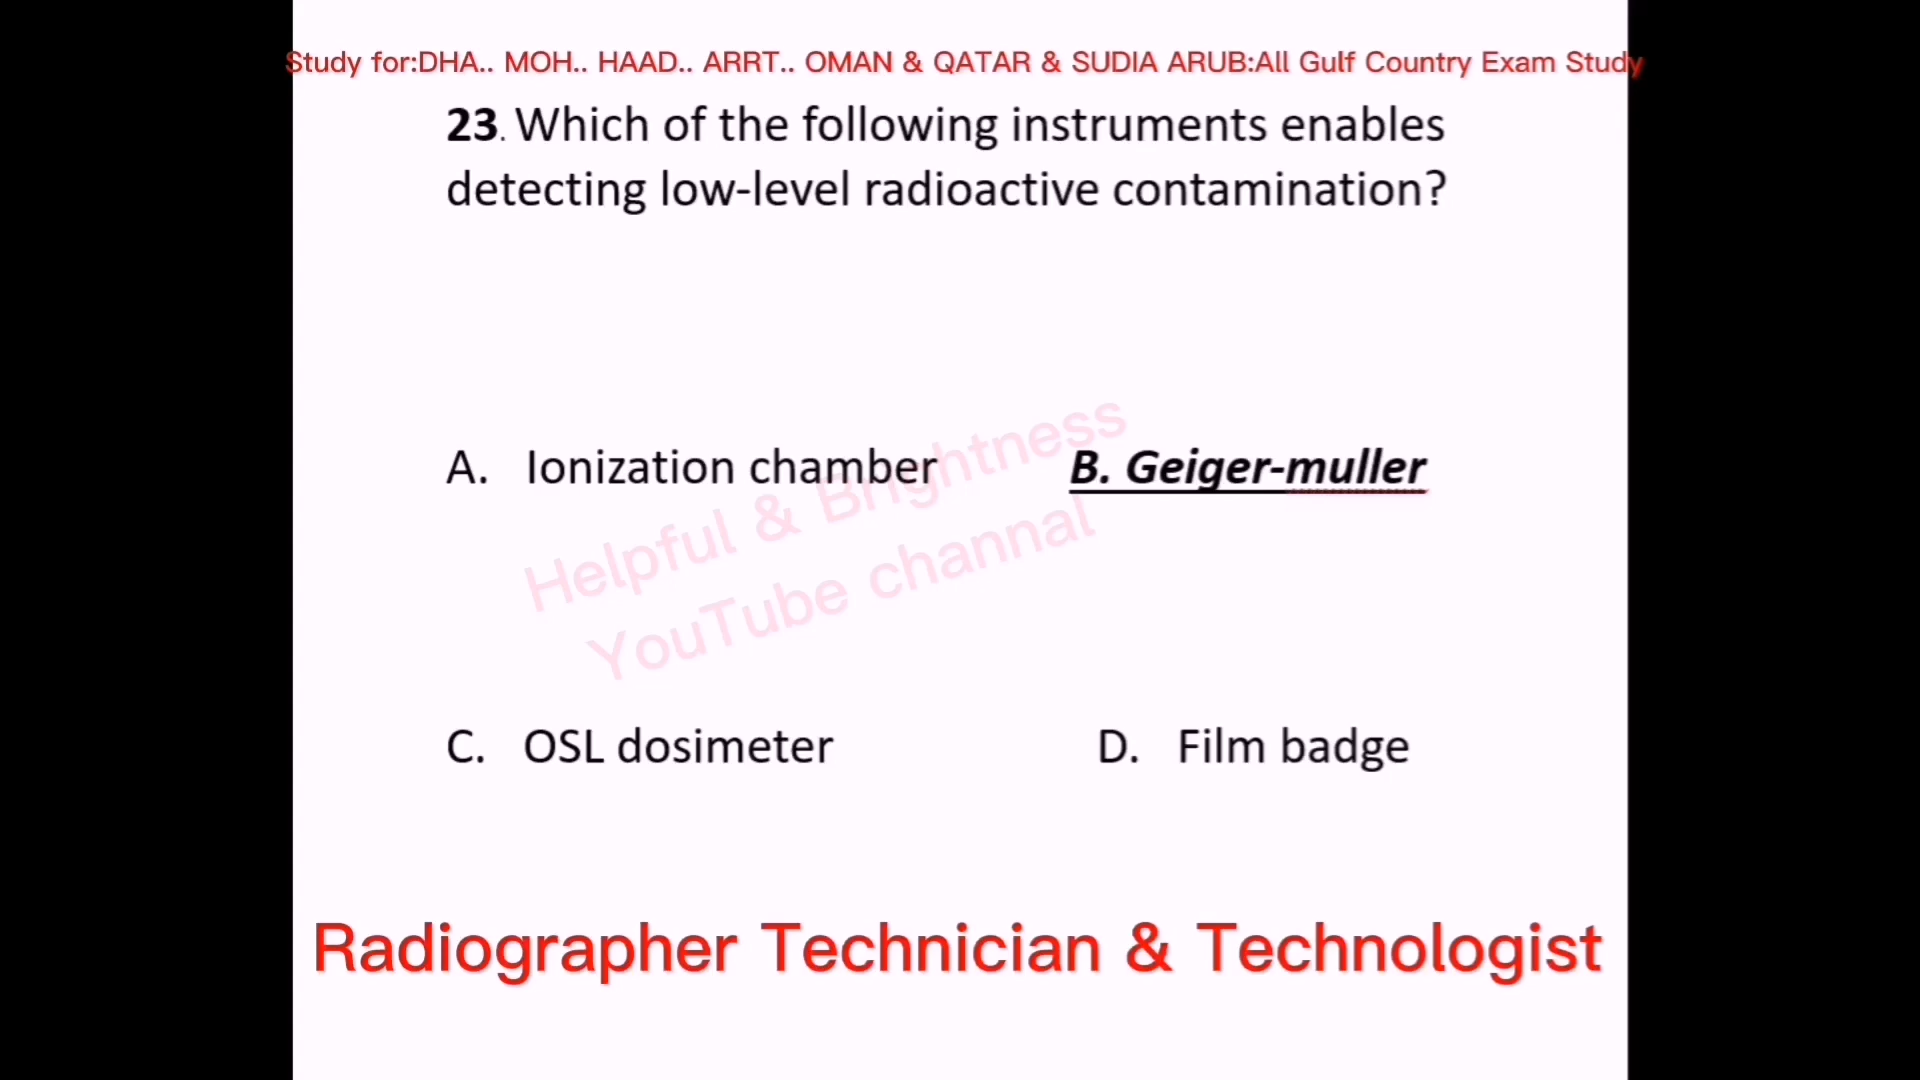 Study for:DHA.. MOH.. HAAD.. ARRT.. OMAN & QATAR & SUDIA ARUB:All Gulf Country Exam Study
23. Which of the following instruments enables
detecting low-level radioactive contamination?
A. Ionization chamber
B. Geiger-muller
Helpful & Brightness
YouTube channal
C. OSL dosimeter
D. Film badge
Radiographer Technician & Technologist